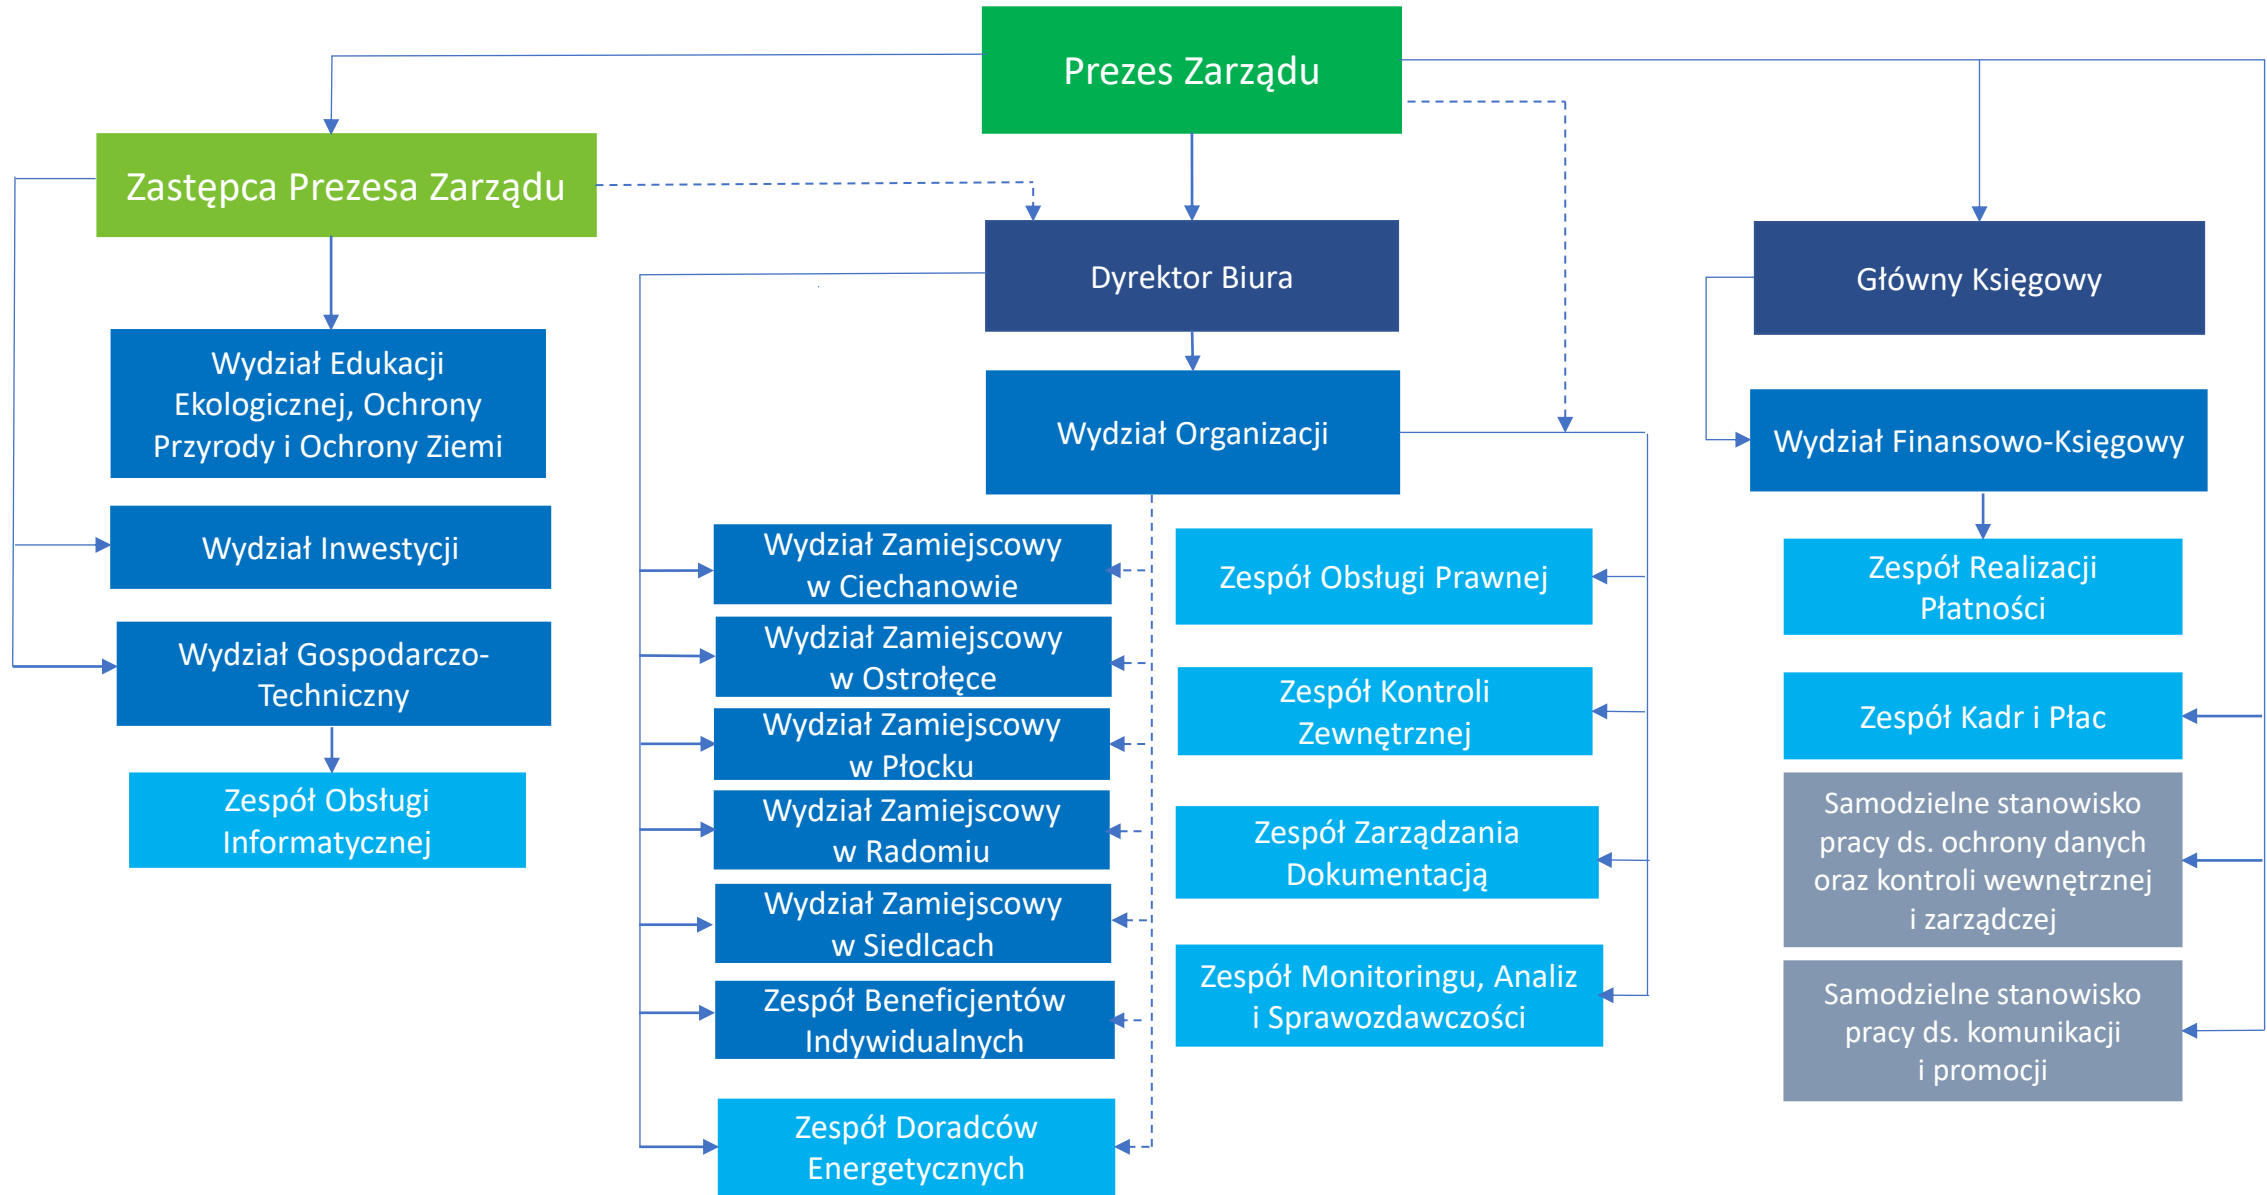 Prezes Zarządu
Zastępca Prezesa Zarządu
Dyrektor Biura
Główny Księgowy
Wydział Edukacji
Ekologicznej, Ochrony
Przyrody i Ochrony Ziemi
Wydział Inwestycji
Wydział Gospodarczo-
Techniczny
Zespół Obsługi
Informatycznej
Wydział Organizacji
Wydział Zamiejscowy
w Ciechanowie
Wydział Zamiejscowy
w Ostrołęce
Wydział Zamiejscowy
w Płocku
Wydział Zamiejscowy
w Radomiu
Wydział Zamiejscowy
w Siedlcach
Zespół Beneficjentów
Indywidualnych
Zespół Doradców
Energetycznych
Zespół Obsługi Prawnej
Zespół Kontroli
Zewnętrznej
Zespół Zarządzania
Dokumentacją
Zespół Monitoringu, Analiz
i Sprawozdawczości
Wydział Finansowo-Księgowy
Zespół Realizacji
Płatności
Zespół Kadr i Płac
Samodzielne stanowisko
pracy ds. ochrony danych
oraz kontroli wewnętrznej
i zarządczej
Samodzielne stanowisko
pracy ds. komunikacji
i promocji